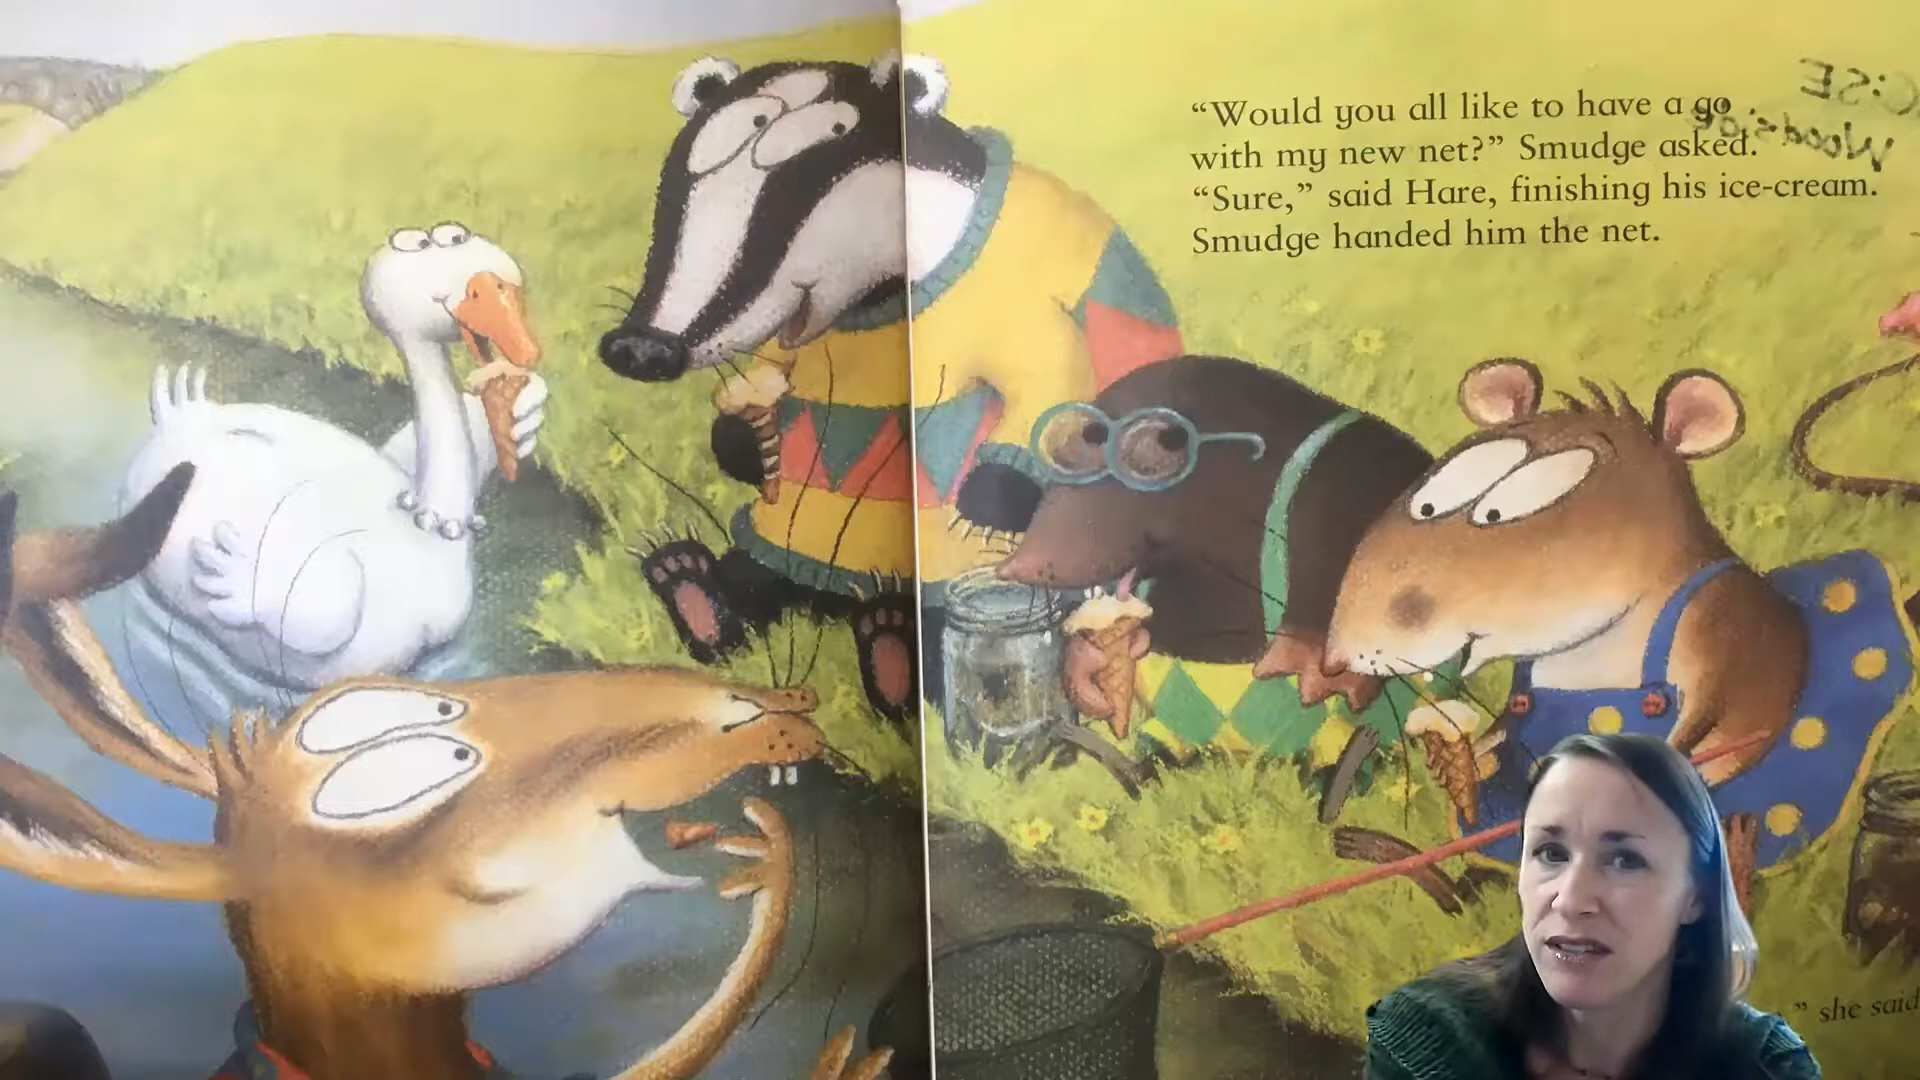 “Would you all like to have a go
with my new net?” Smudge asked.
“Sure,” said Hare, finishing his ice-cream.
Smudge handed him the net.
” she said